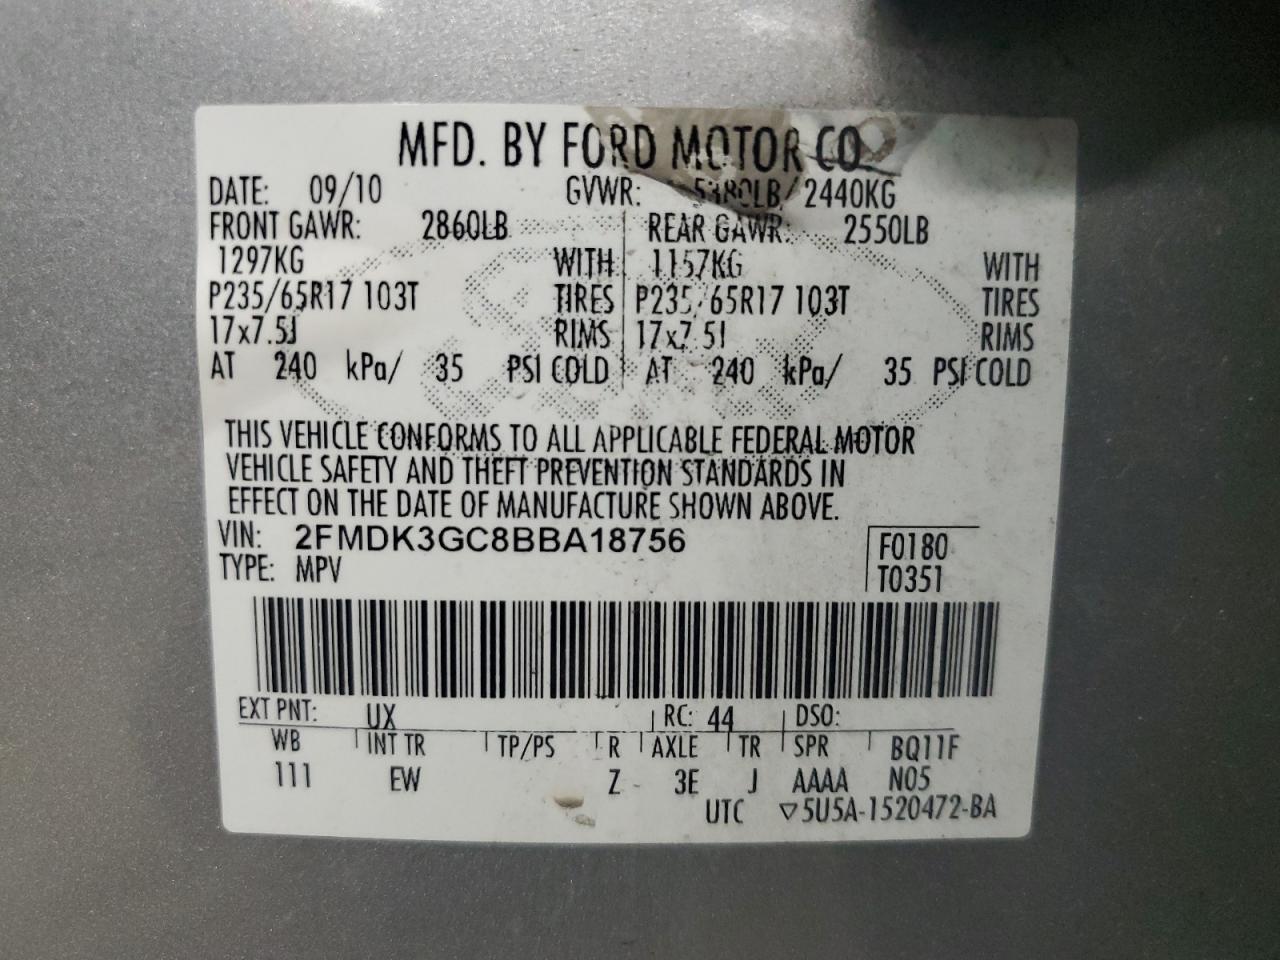 MFD. BY FORD MOTOR CO.
DATE: 09/10 GVWR: 5380LB/ 2440KG
FRONT GAWR: 2860LB REAR GAWR: 2550LB
1297KG WITH 1157KG WITH
P235/65R17 103T TIRES P235/65R17 103T TIRES
17x7.5J RIMS 17x7.5J RIMS
AT 240 kPa/ 35 PSI COLD AT 240 kPa/ 35 PSI COLD
THIS VEHICLE CONFORMS TO ALL APPLICABLE FEDERAL MOTOR
VEHICLE SAFETY AND THEFT PREVENTION STANDARDS IN
EFFECT ON THE DATE OF MANUFACTURE SHOWN ABOVE.
VIN: 2FMDK3GC8BBA18756 F0180
TYPE: MPV T0351
EXT PNT: UX RC: 44 DSO:
WB INT TR TP/PS R AXLE TR SPR BQ11F
111 EW Z 3E J AAAA N05
UTC ▽5U5A-1520472-BA